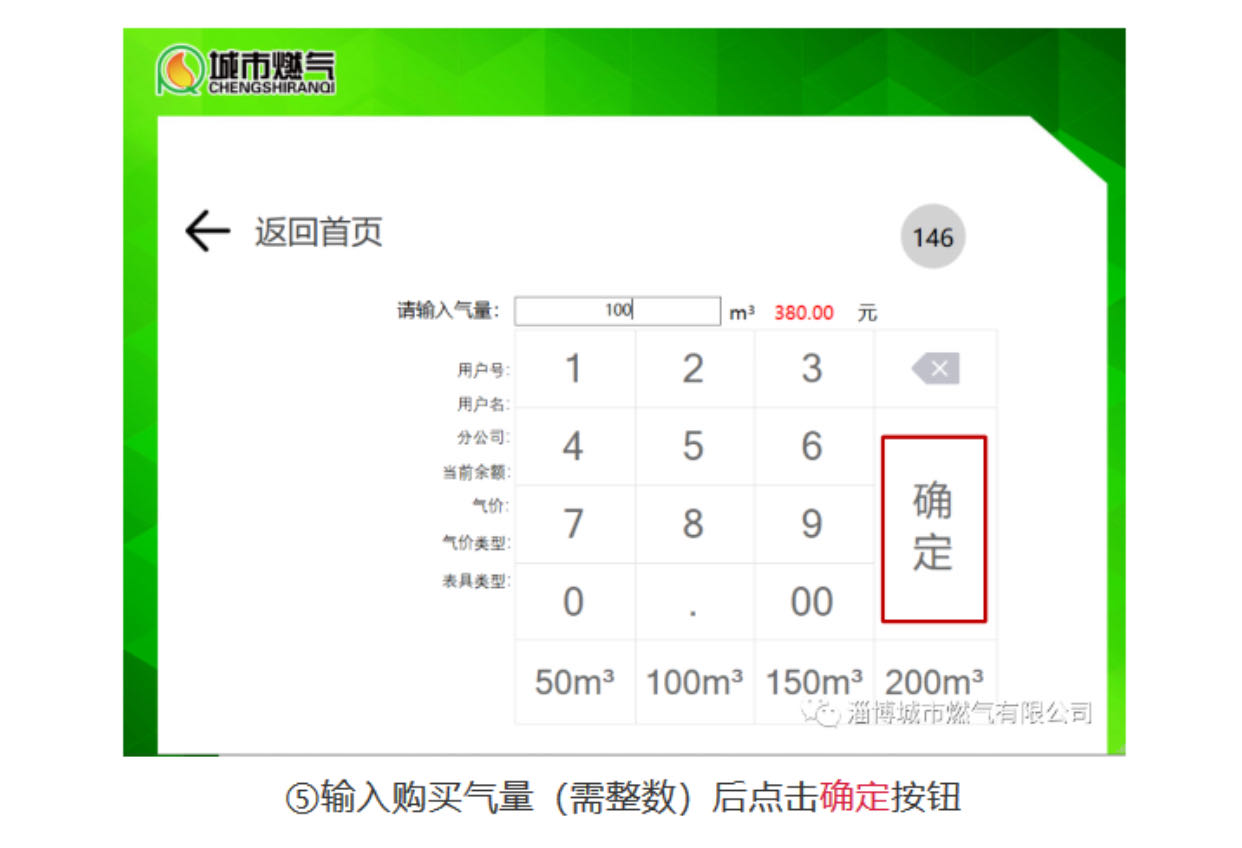 城市燃气
CHENGSHIRANQI
返回首页
146
请输入气量: 100 m³ 380.00 元
用户号:
用户名:
分公司:
当前余额:
气价:
气价类型:
表具类型:
1 2 3
4 5 6
7 8 9
确定
0 . 00
50m³ 100m³ 150m³ 200m³
淄博城市燃气有限公司
⑤输入购买气量（需整数）后点击确定按钮